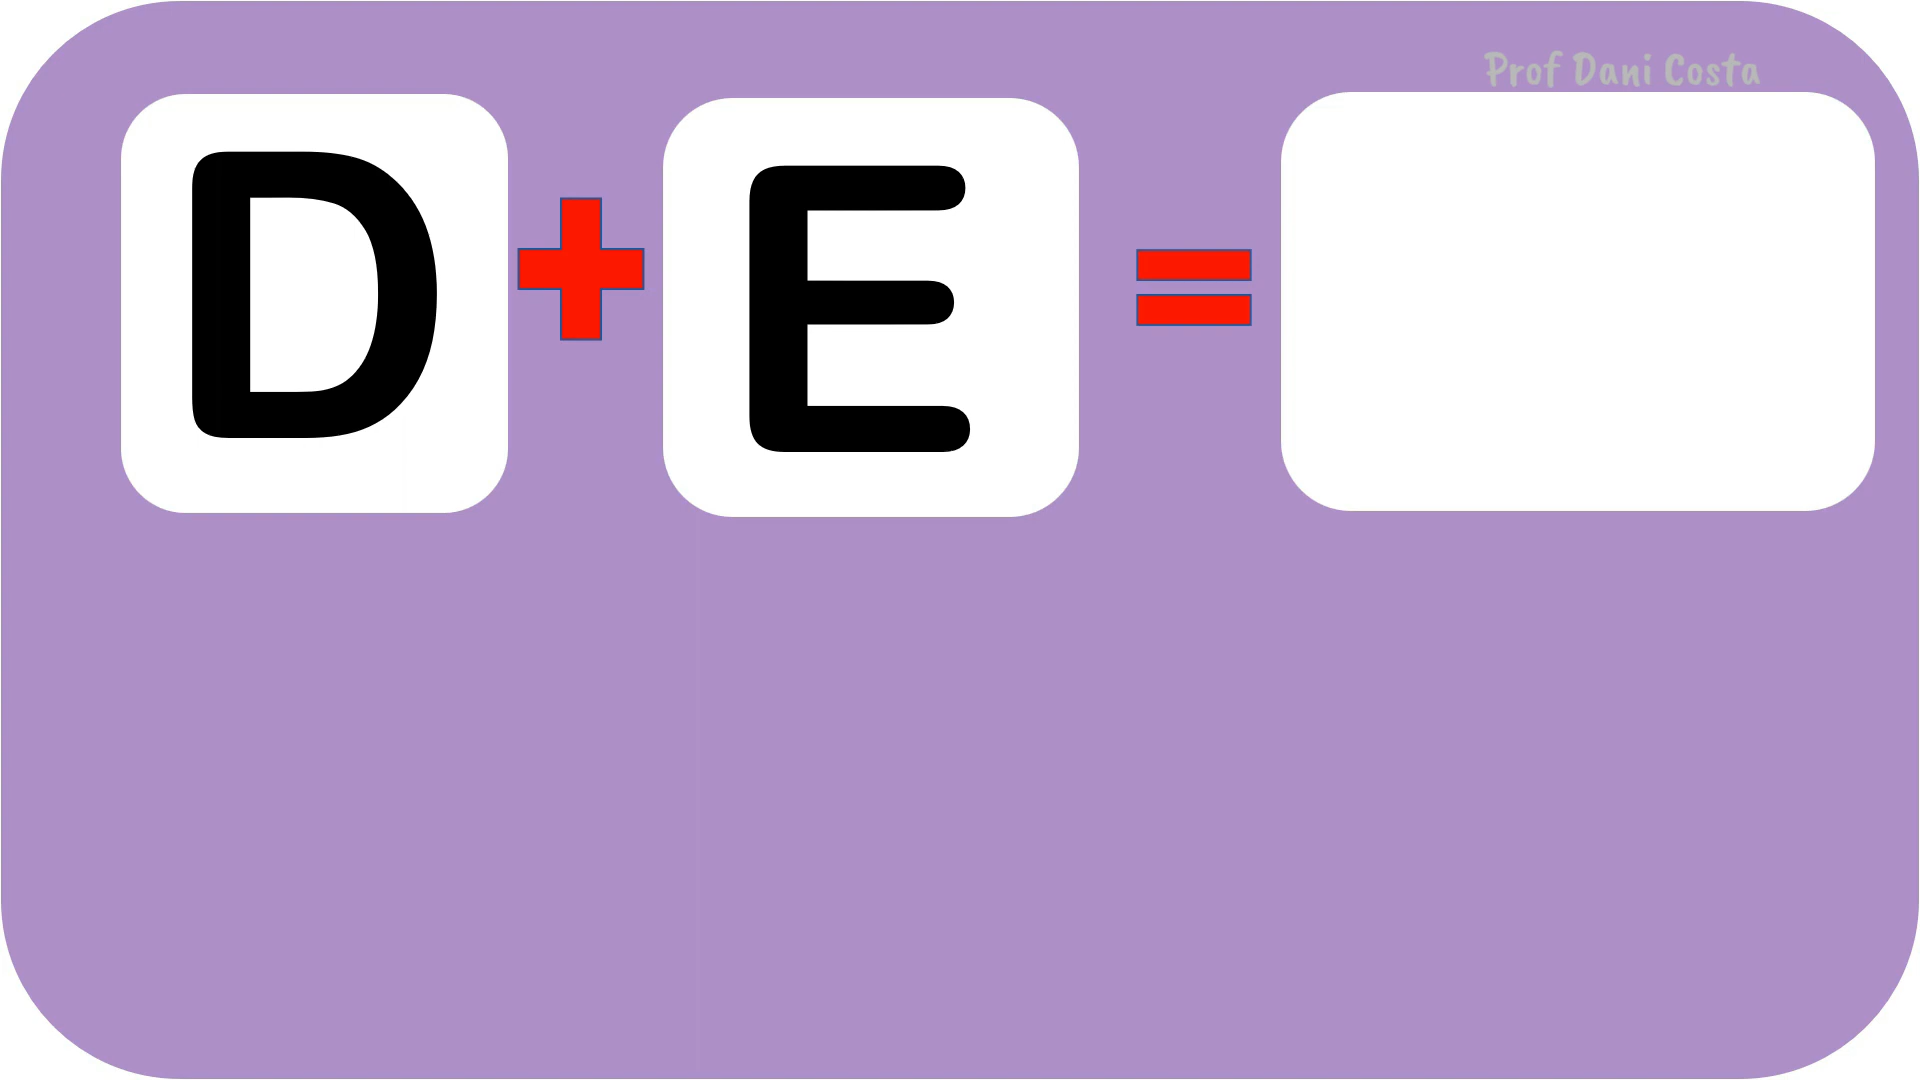 Prof Dani Costa
D + E =